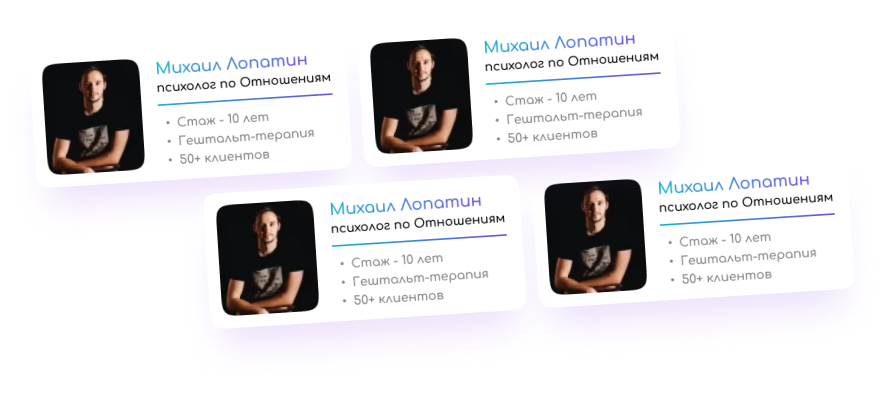 Михаил Лопатин
психолог по Отношениям
• Стаж - 10 лет
• Гештальт-терапия
• 50+ клиентов
Михаил Лопатин
психолог по Отношениям
• Стаж - 10 лет
• Гештальт-терапия
• 50+ клиентов
Михаил Лопатин
психолог по Отношениям
• Стаж - 10 лет
• Гештальт-терапия
• 50+ клиентов
Михаил Лопатин
психолог по Отношениям
• Стаж - 10 лет
• Гештальт-терапия
• 50+ клиентов